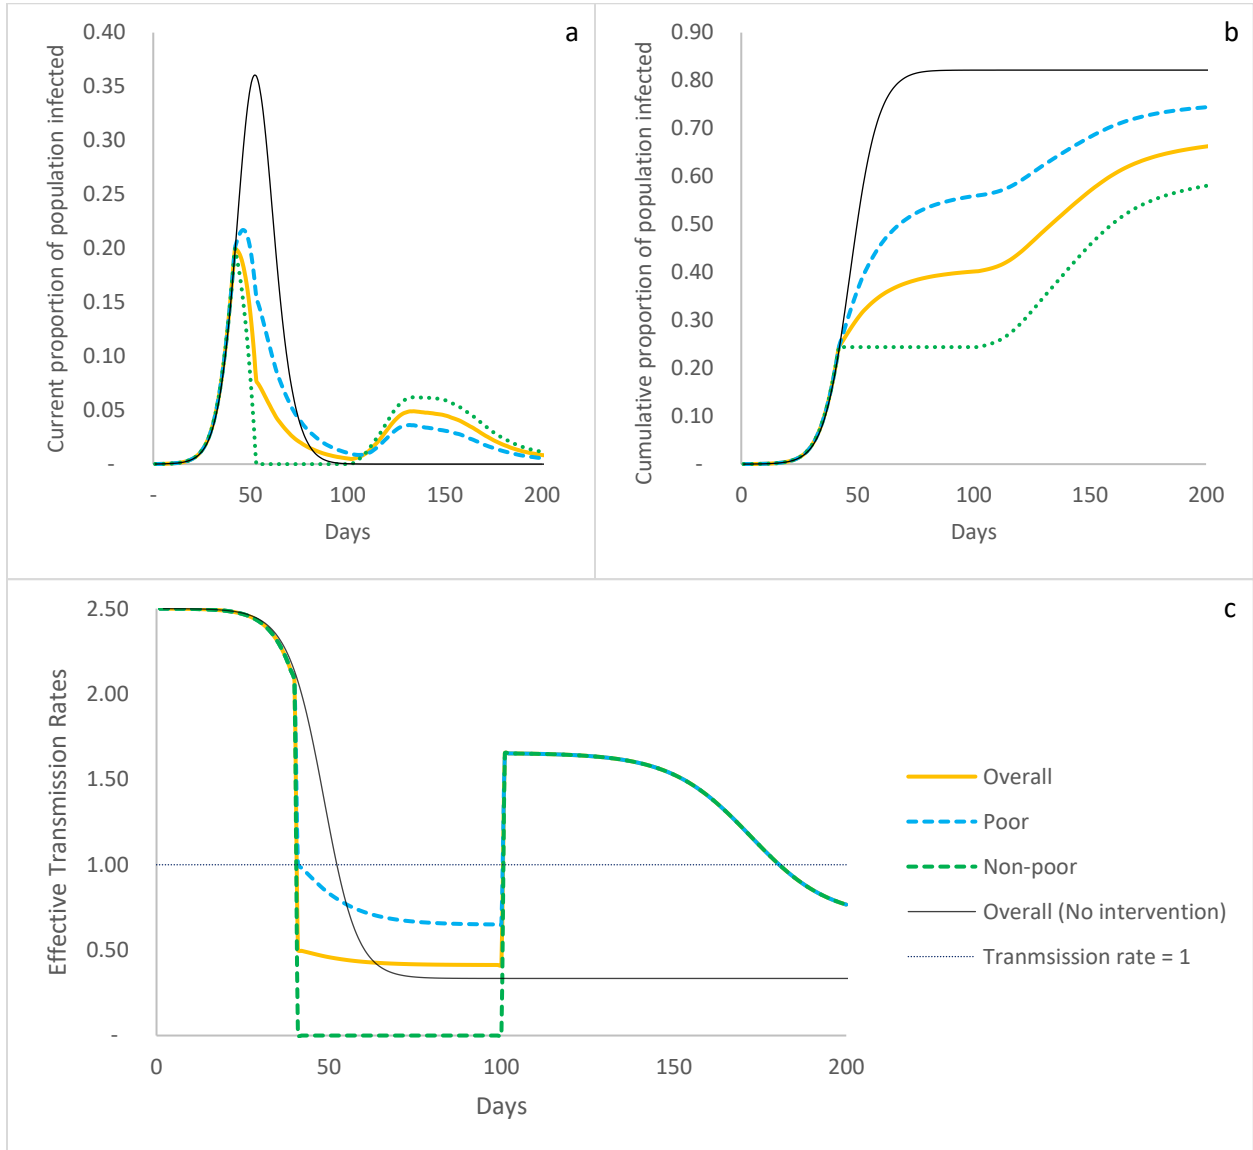 a
Current proportion of population infected
0.40
0.35
0.30
0.25
0.20
0.15
0.10
0.05
-
-
50
100
150
200
Days
b
Cumulative proportion of population infected
0.90
0.80
0.70
0.60
0.50
0.40
0.30
0.20
0.10
-
0
50
100
150
200
Days
c
Effective Transmission Rates
2.50
2.00
1.50
1.00
0.50
-
0
50
100
150
200
Days
Overall
Poor
Non-poor
Overall (No intervention)
Tranmsission rate = 1